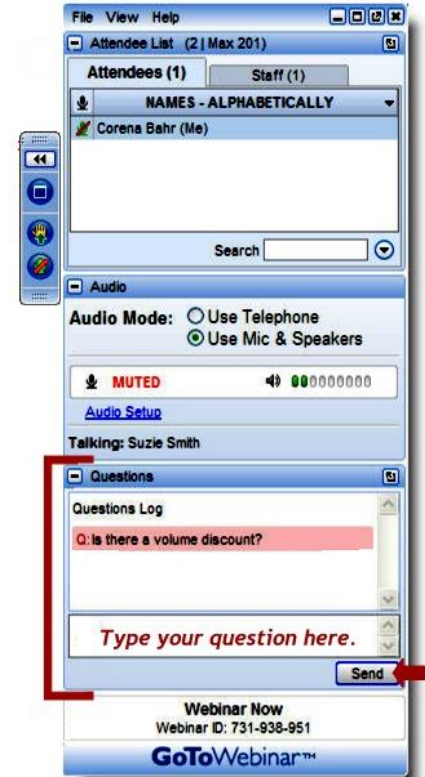 File View Help
Attendee List (2 | Max 201)
Attendees (1) Staff (1)
NAMES - ALPHABETICALLY
Corena Bahr (Me)
Search
Audio
Audio Mode: Use Telephone
Use Mic & Speakers
MUTED
Audio Setup
Talking: Suzie Smith
Questions
Questions Log
Q: Is there a volume discount?
Type your question here.
Send
Webinar Now
Webinar ID: 731-938-951
GoToWebinar™